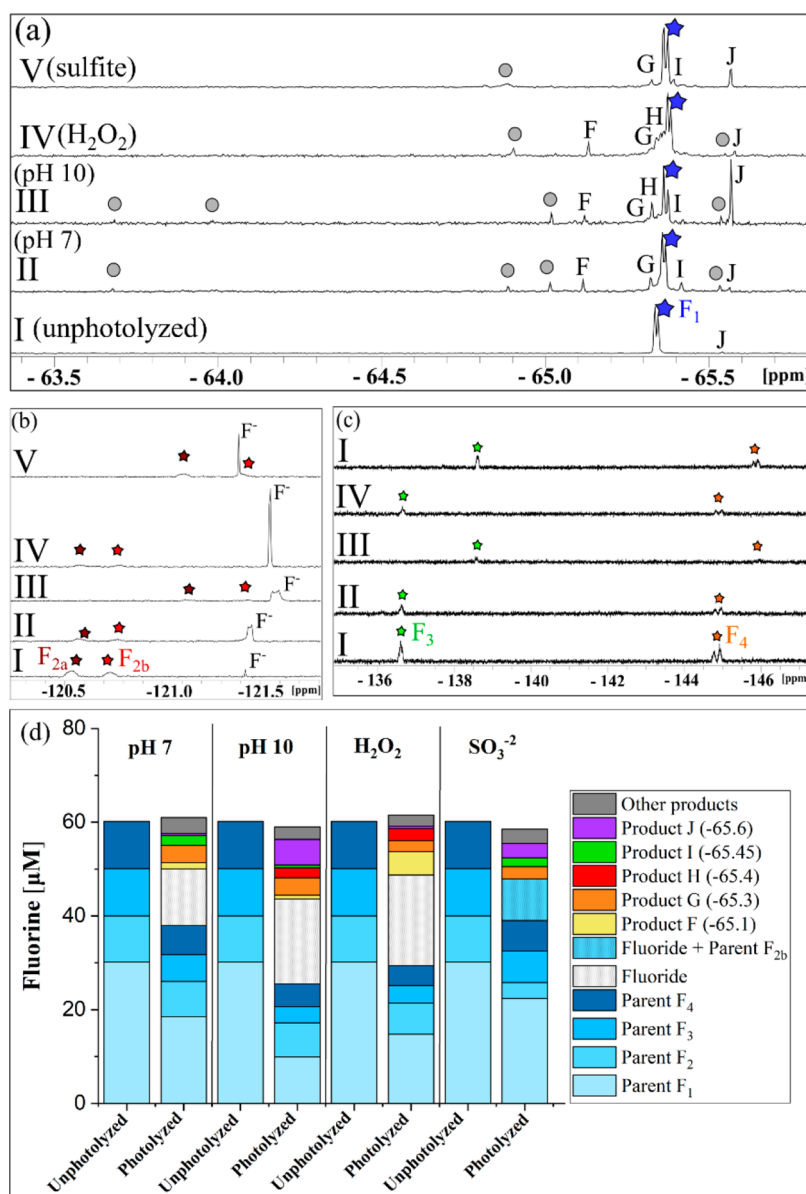 (a)
V (sulfite)
G
I
J
IV (H2O2)
F
G
H
J
(pH 10)
III
F
G
H
I
J
(pH 7)
II
F
G
I
J
I (unphotolyzed)
F1
J
- 63.5 - 64.0 - 64.5 - 65.0 - 65.5 [ppm]
(b)
V
F-
IV
F-
III
F-
II
F-
I
F2a
F2b
F-
-120.5 -121.0 -121.5 [ppm]
(c)
I
IV
III
II
I
F3
F4
- 136 - 138 - 140 - 142 - 144 - 146 [ppm]
(d)
pH 7 pH 10 H2O2 SO3-2
80
60
40
20
0
Fluorine [µM]
Unphotolyzed
Photolyzed
Unphotolyzed
Photolyzed
Unphotolyzed
Photolyzed
Unphotolyzed
Photolyzed
Other products
Product J (-65.6)
Product I (-65.45)
Product H (-65.4)
Product G (-65.3)
Product F (-65.1)
Fluoride + Parent F2b
Fluoride
Parent F4
Parent F3
Parent F2
Parent F1